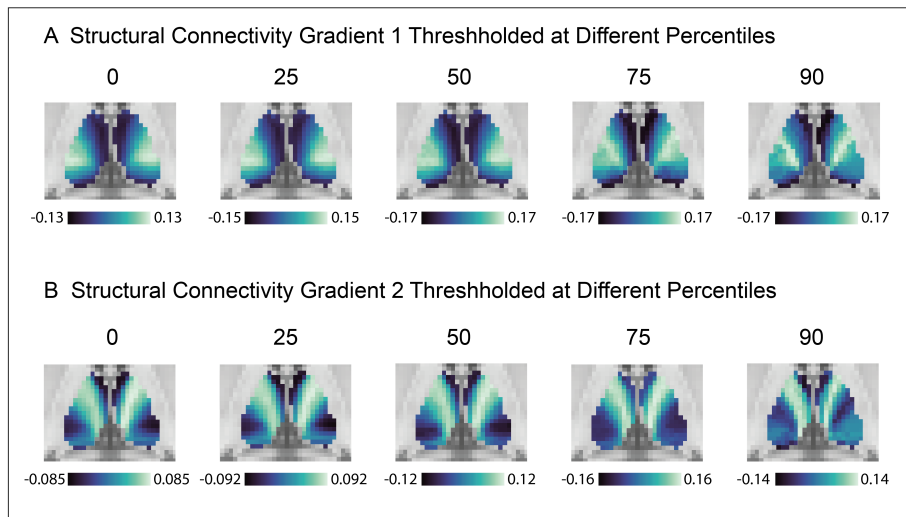 A Structural Connectivity Gradient 1 Threshholded at Different Percentiles
0 25 50 75 90
-0.13 0.13 -0.15 0.15 -0.17 0.17 -0.17 0.17 -0.17 0.17
B Structural Connectivity Gradient 2 Threshholded at Different Percentiles
0 25 50 75 90
-0.085 0.085 -0.092 0.092 -0.12 0.12 -0.16 0.16 -0.14 0.14